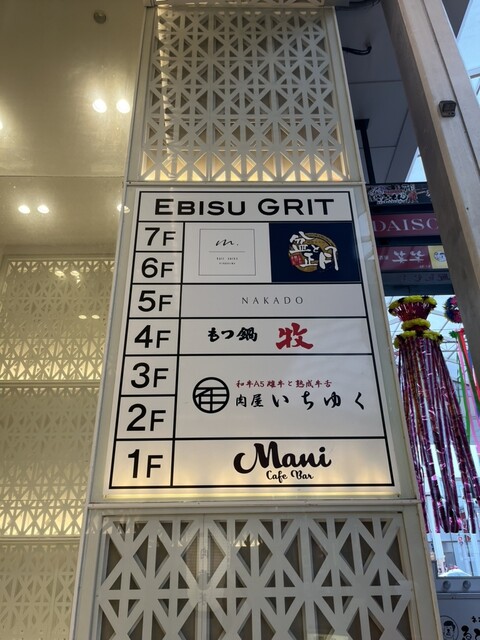 EBISU GRIT
7F
m.
6F
5F
NAKADO
4F
もつ鍋 牧
3F
2F
和牛A5雌牛と熟成牛舌
肉屋 いちゆく
1F
Mani
Cafe Bar
DAISO